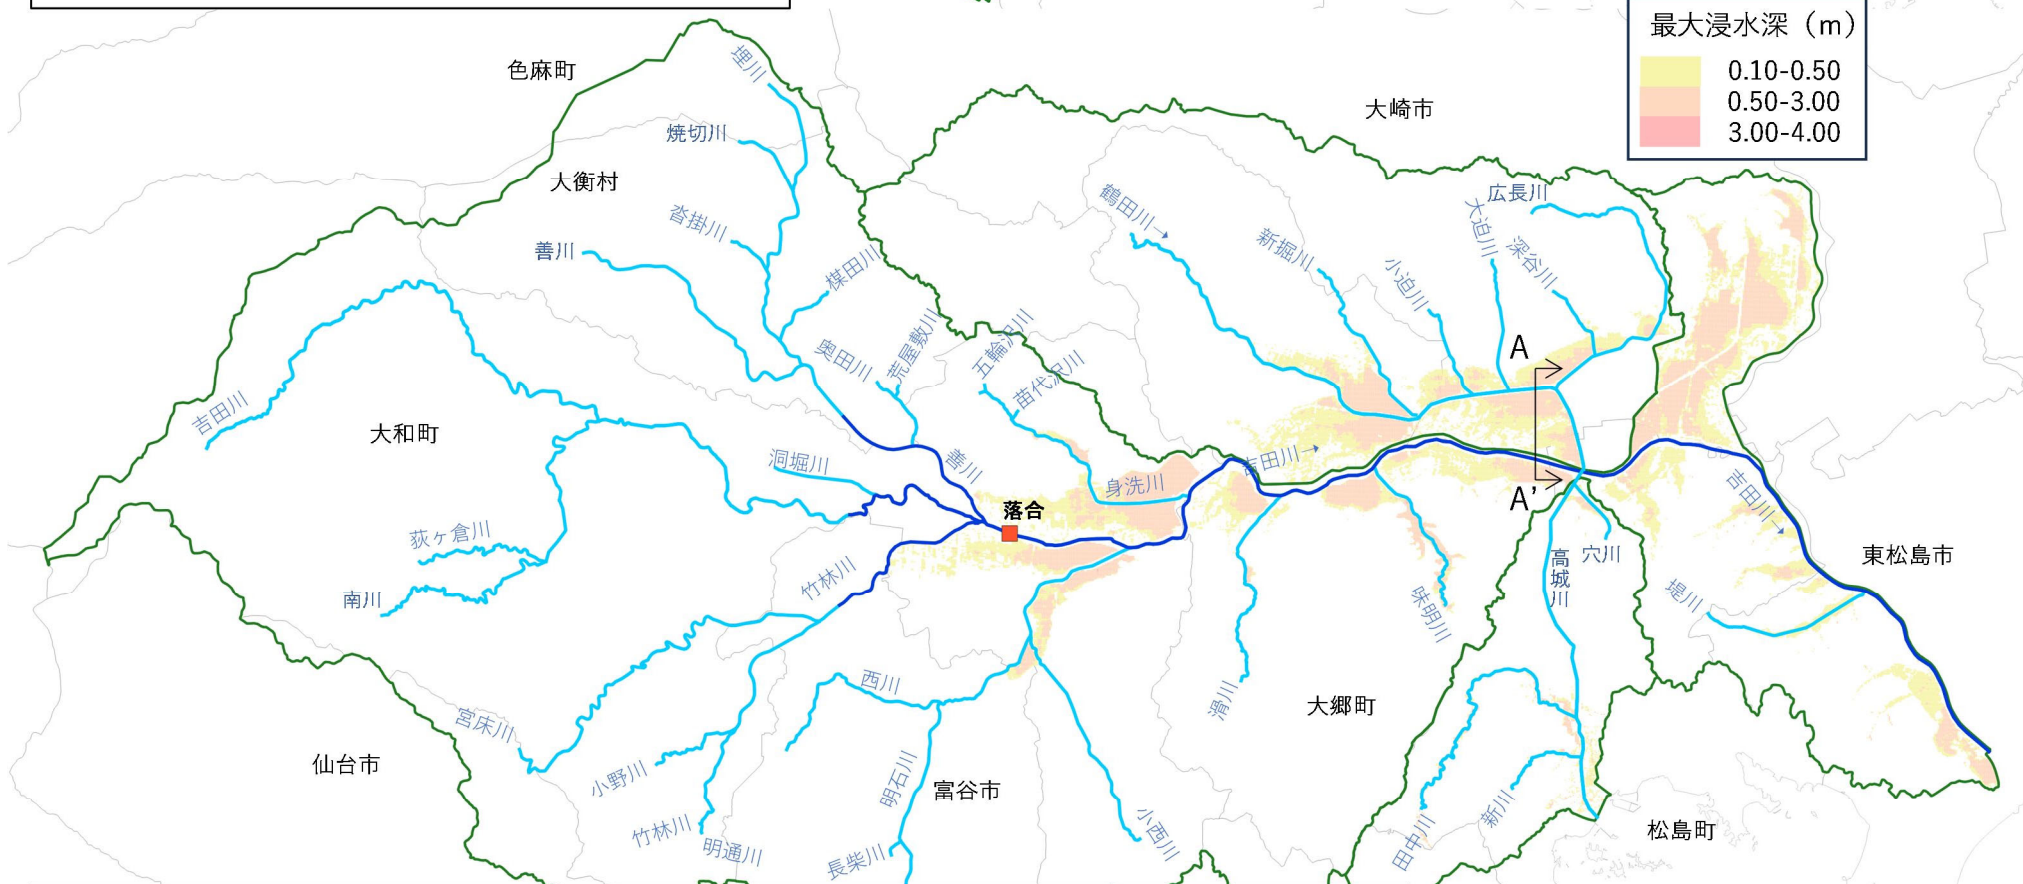 最大浸水深（m）
0.10-0.50
0.50-3.00
3.00-4.00
色麻町
埋川
大崎市
焼切川
大衡村
鶴田川→
広長川
沓掛川
大迫川
善川
新堀川
深谷川
楳田川
小迫川
荒屋敷川
五輪沢川
奥田川
苗代沢川
A
吉田川
大和町
洞堀川
善川
吉田川→
身洗川
A'
吉田川→
落合
荻ヶ倉川
東松島市
穴川
高城川
竹林川
南川
堤川
味明川
西川
滑川
大郷町
宮床川
仙台市
小野川
明石川
富谷市
竹林川
明通川
小西川
新川
松島町
田中川
長柴川